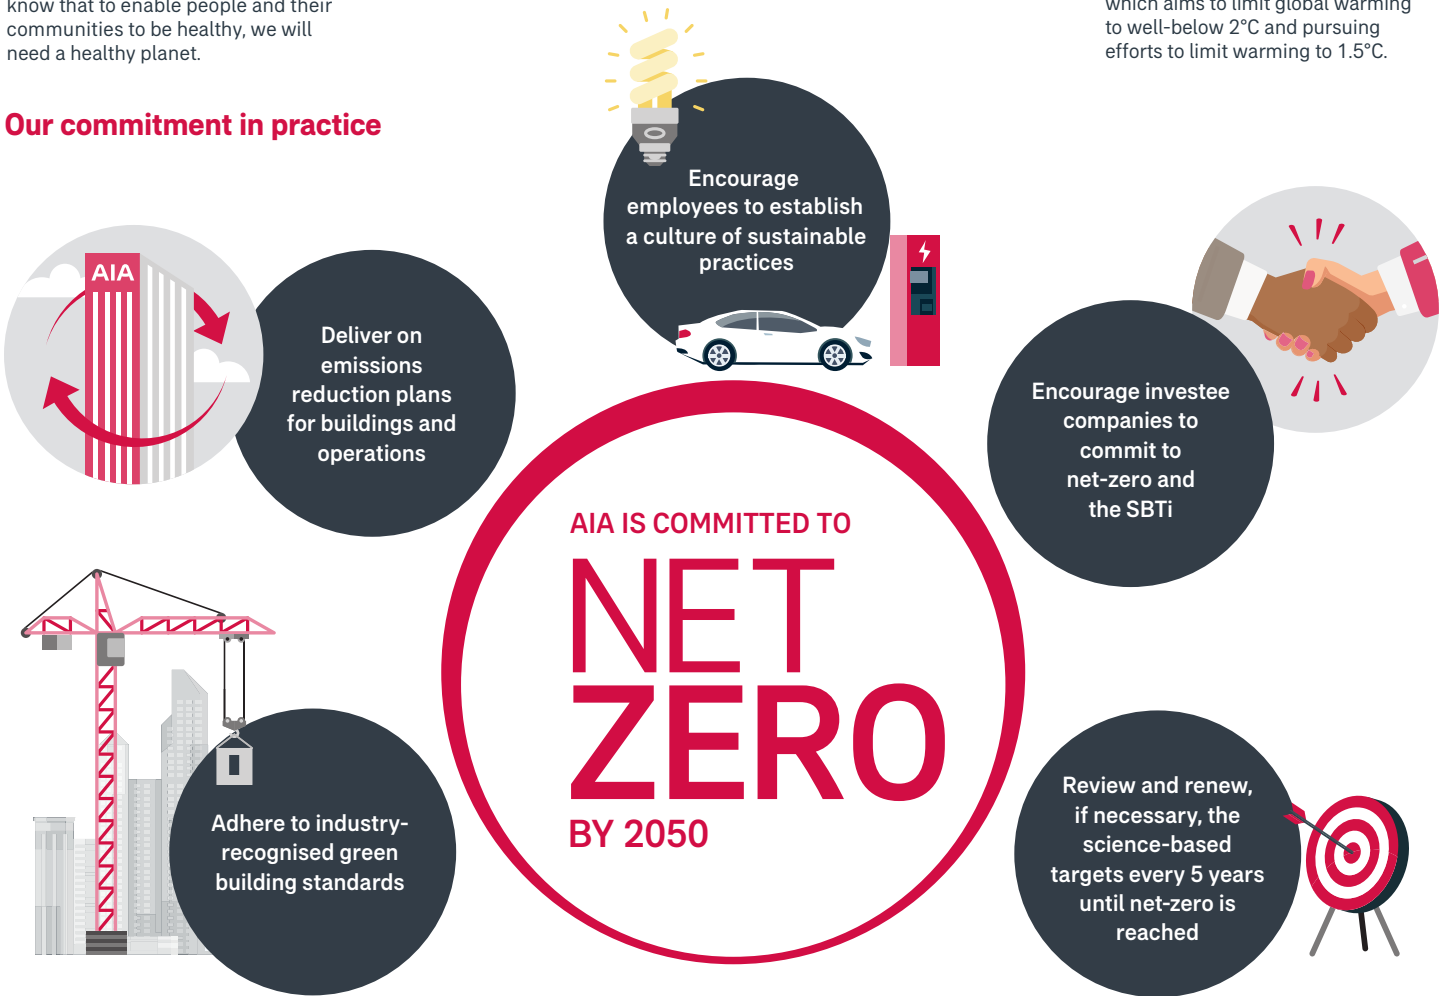 know that to enable people and their
communities to be healthy, we will
need a healthy planet.
which aims to limit global warming
to well-below 2°C and pursuing
efforts to limit warming to 1.5°C.
Our commitment in practice
Encourage
employees to establish
a culture of sustainable
practices
AIA
Deliver on
emissions
reduction plans
for buildings and
operations
Encourage investee
companies to
commit to
net-zero and
the SBTi
AIA IS COMMITTED TO
NET
ZERO
BY 2050
Adhere to industry-
recognised green
building standards
Review and renew,
if necessary, the
science-based
targets every 5 years
until net-zero is
reached